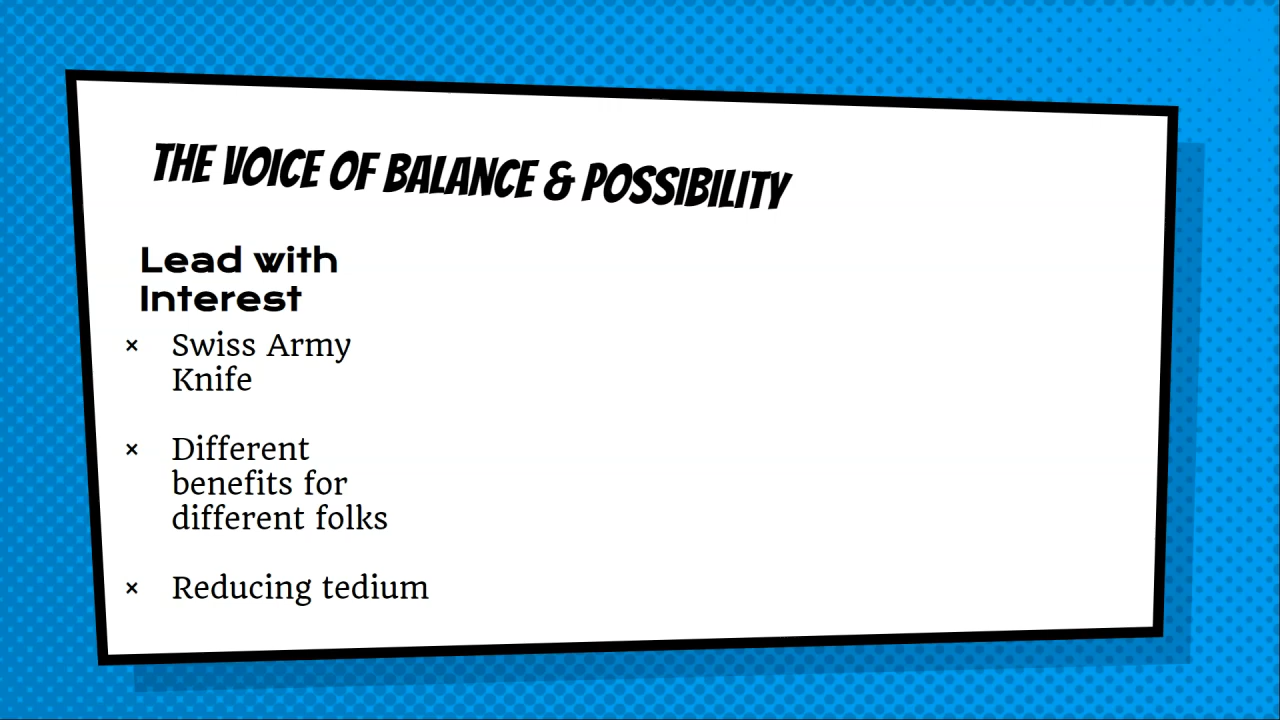 THE VOICE OF BALANCE & POSSIBILITY
Lead with
Interest
× Swiss Army
Knife
× Different
benefits for
different folks
× Reducing tedium